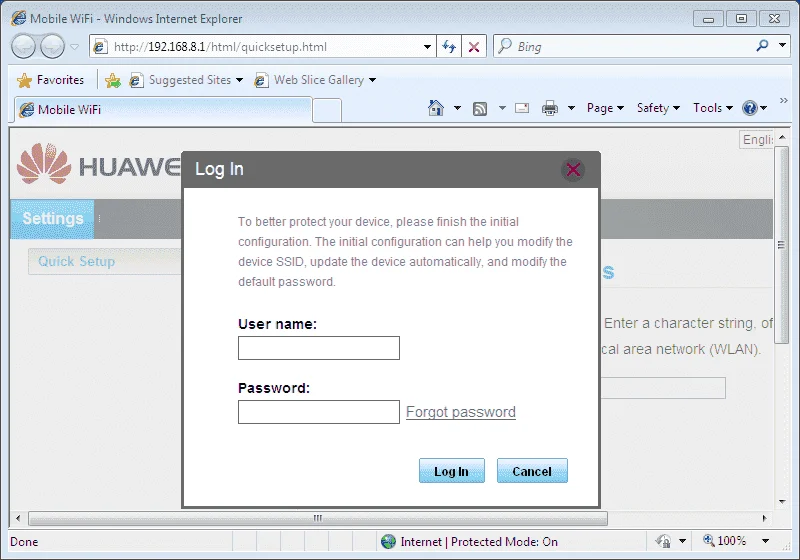 Mobile WiFi - Windows Internet Explorer
http://192.168.8.1/html/quicksetup.html
Bing
Favorites
Suggested Sites
Web Slice Gallery
Mobile WiFi
Page
Safety
Tools
HUAWE
Englis
Settings
Quick Setup
s
Enter a character string, of
cal area network (WLAN).
Log In
To better protect your device, please finish the initial
configuration. The initial configuration can help you modify the
device SSID, update the device automatically, and modify the
default password.
User name:
Password:
Forgot password
Log In
Cancel
Done
Internet | Protected Mode: On
100%